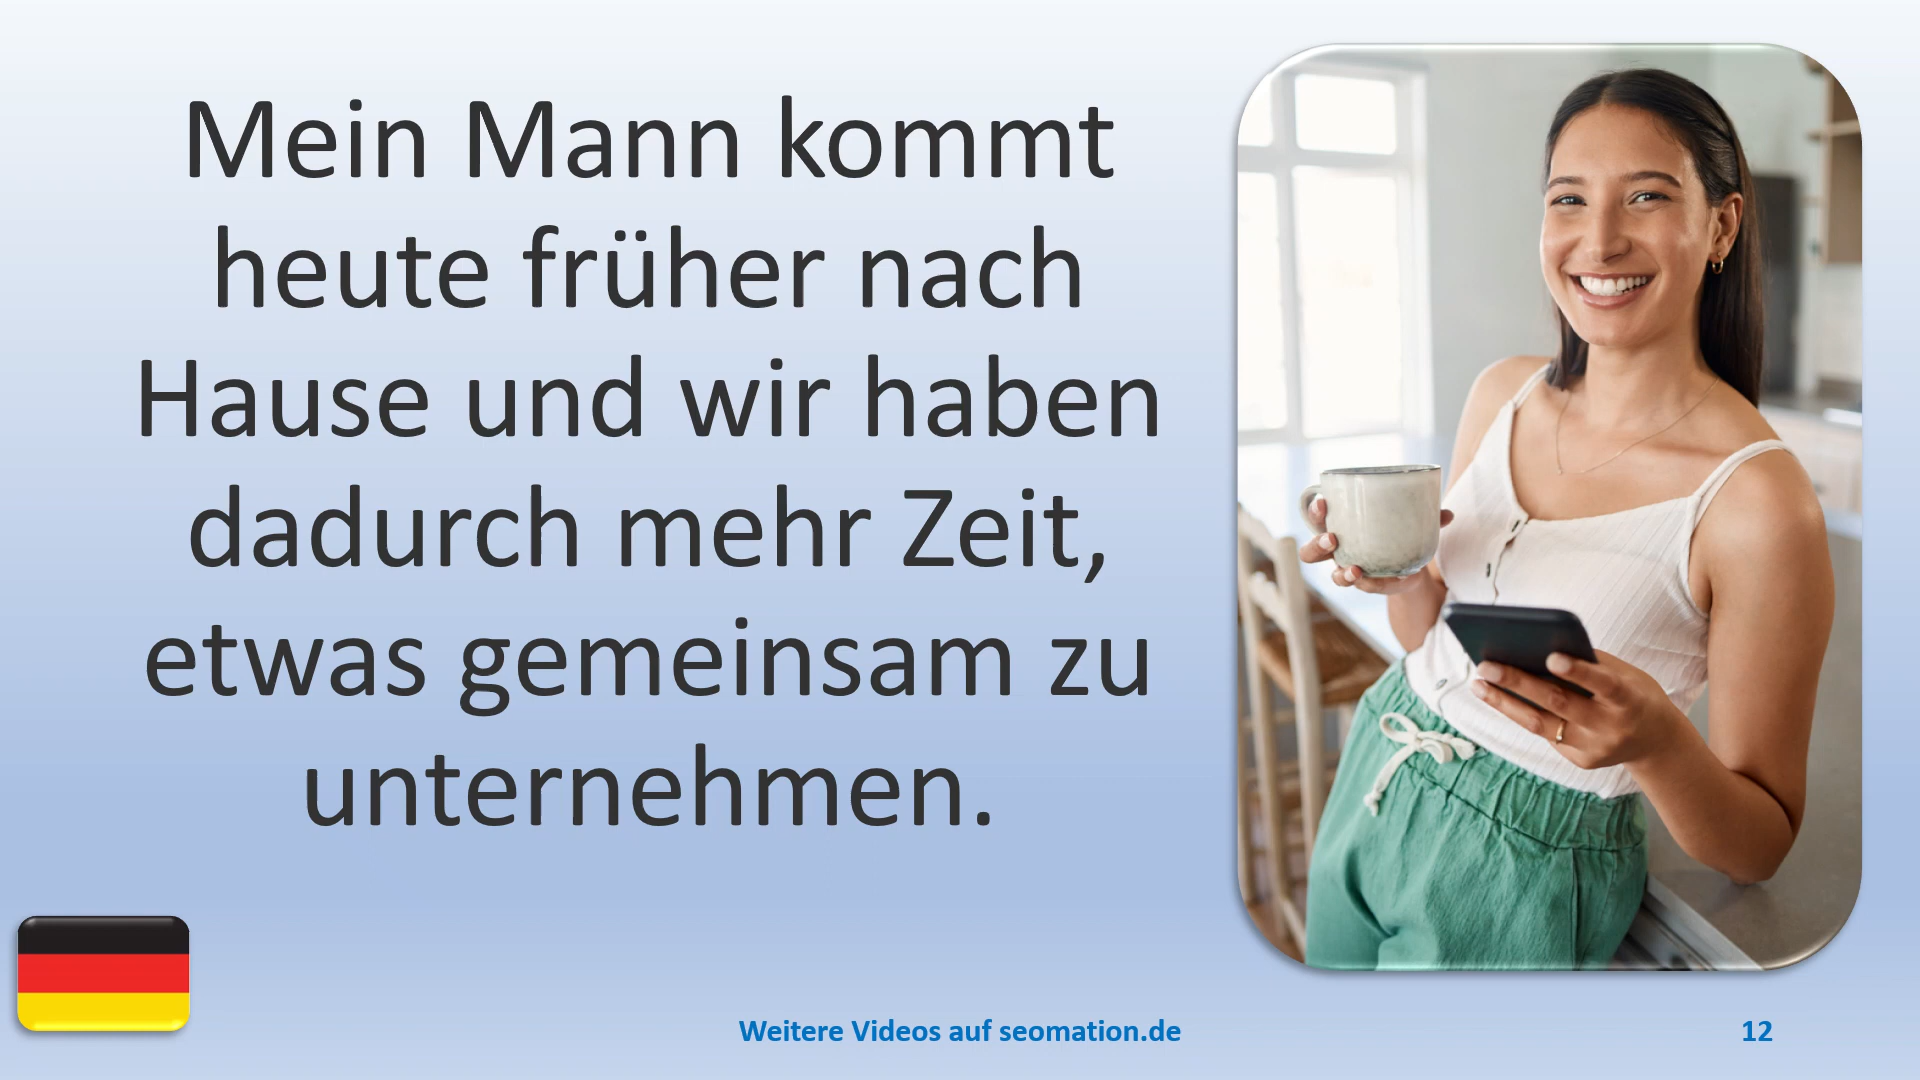 Mein Mann kommt
heute früher nach
Hause und wir haben
dadurch mehr Zeit,
etwas gemeinsam zu
unternehmen.
Weitere Videos auf seomation.de
12